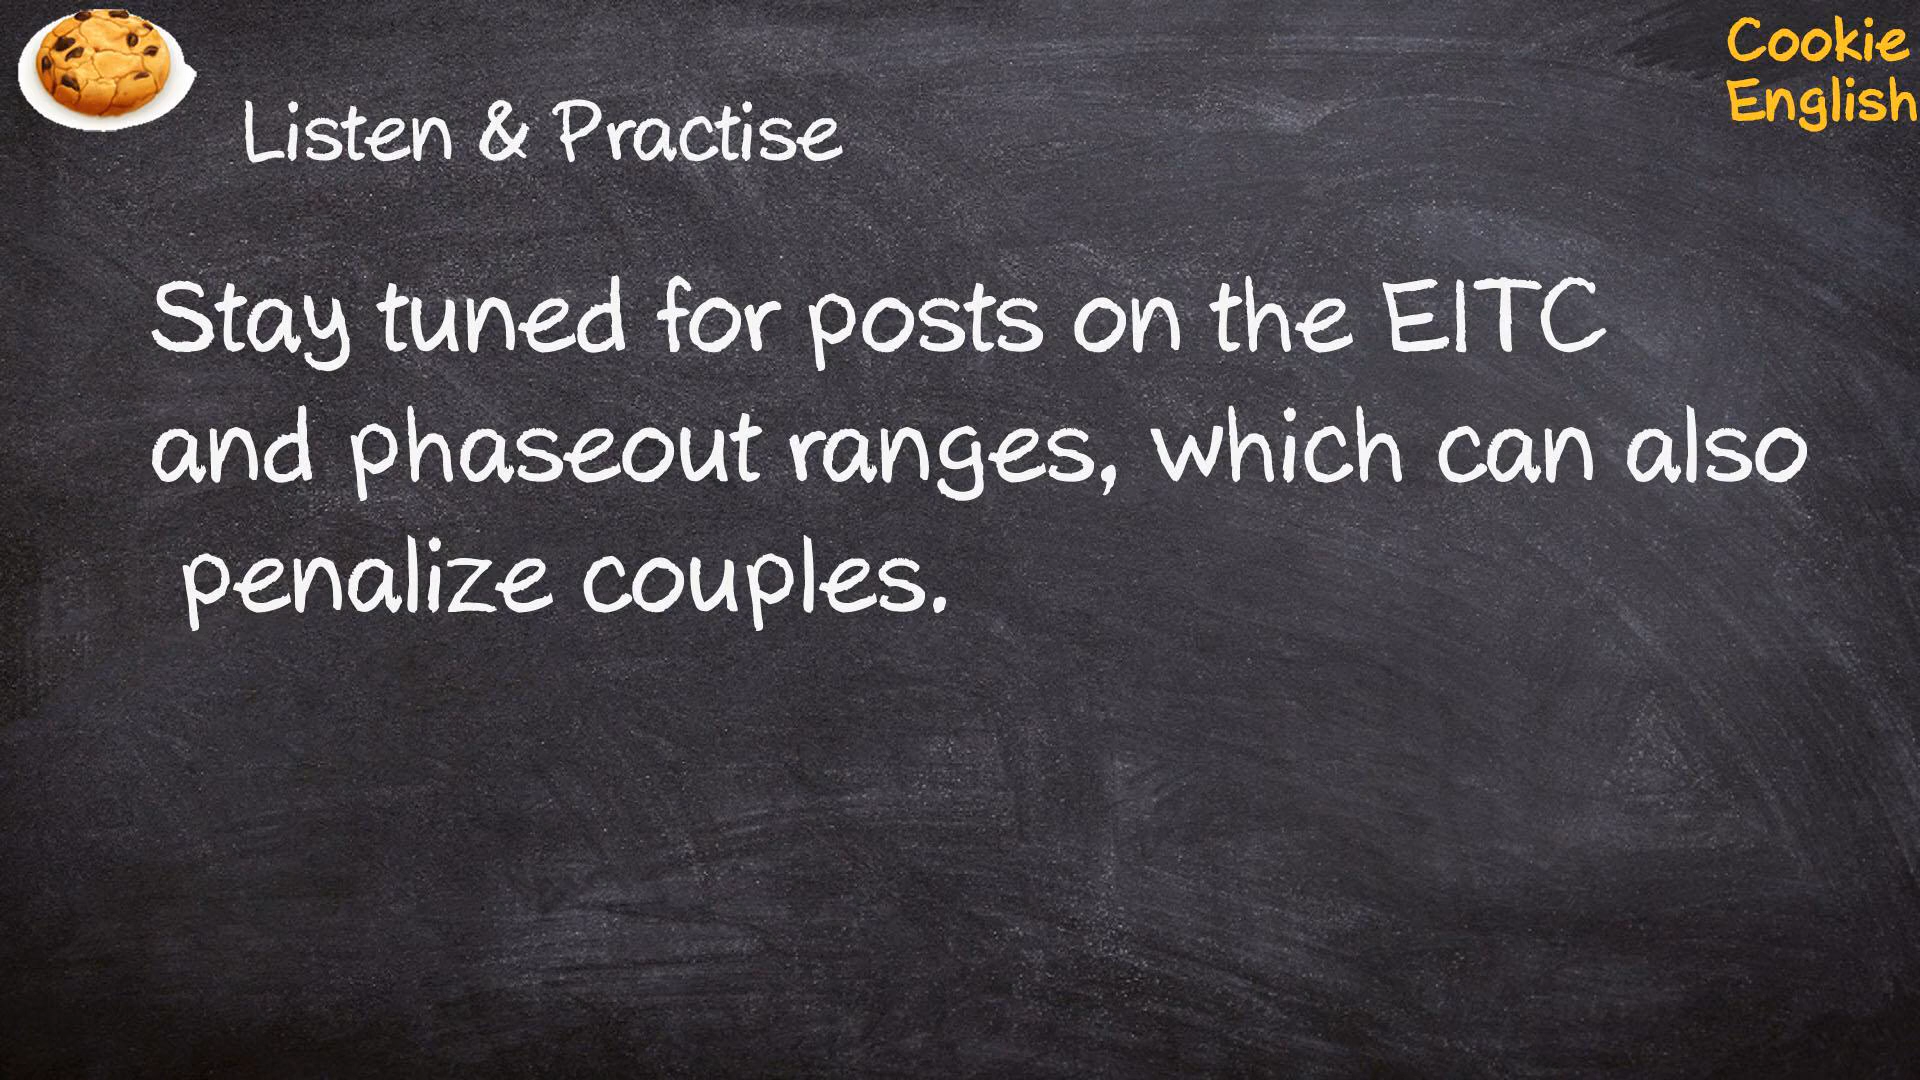 Cookie
English
Listen & Practise
Stay tuned for posts on the EITC
and phaseout ranges, which can also
penalize couples.